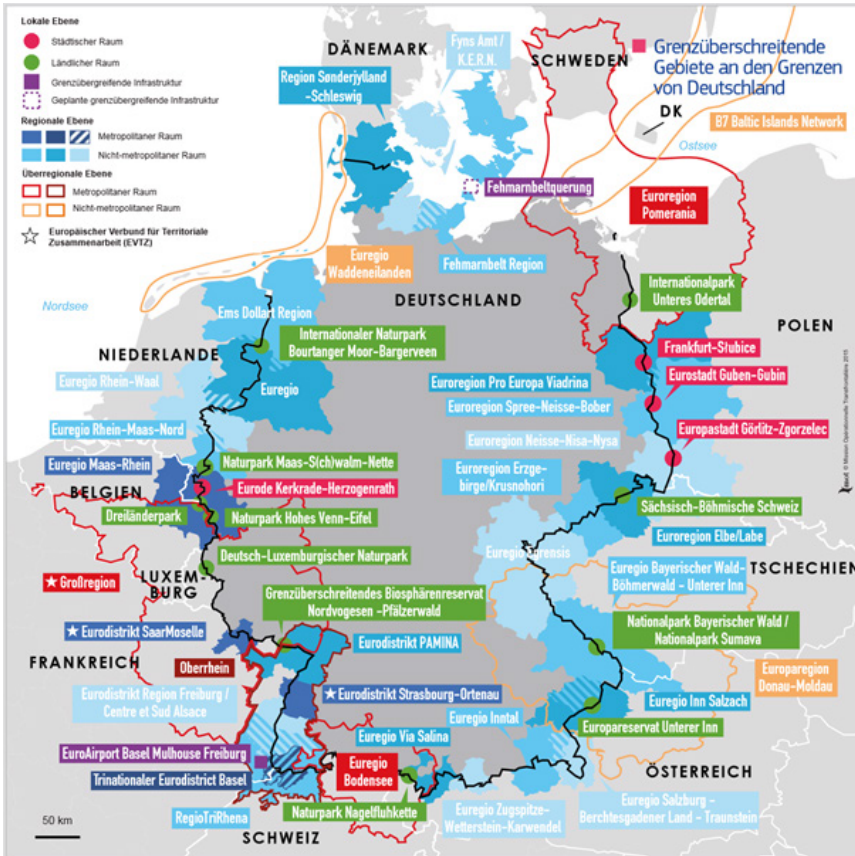 Lokale Ebene
Städtischer Raum
Ländlicher Raum
Grenzübergreifende Infrastruktur
Geplante grenzübergreifende Infrastruktur
Regionale Ebene
Metropolitaner Raum
Nicht-metropolitaner Raum
Überregionale Ebene
Metropolitaner Raum
Nicht-metropolitaner Raum
Europäischer Verbund für Territoriale
Zusammenarbeit (EVTZ)
Grenzüberschreitende
Gebiete an den Grenzen
von Deutschland
DÄNEMARK
Fyns Amt /
K.E.R.N.
SCHWEDEN
Region Sønderjylland
-Schleswig
DK
B7 Baltic Islands Network
Ostsee
Fehmarnbeltquerung
Euroregion
Pomerania
Euregio
Waddeneilanden
Fehmarnbelt Region
Nordsee
DEUTSCHLAND
Internationalpark
Unteres Odertal
Ems Dollart Region
POLEN
NIEDERLANDE
Internationaler Naturpark
Bourtanger Moor-Bargerveen
Frankfurt-Słubice
Euregio Rhein-Waal
Euregio
Euroregion Pro Europa Viadrina
Eurostadt Guben-Gubin
Euroregion Spree-Neisse-Bober
Euregio Rhein-Maas-Nord
Europastadt Görlitz-Zgorzelec
Euroregion Neisse-Nisa-Nysa
Euregio Maas-Rhein
Naturpark Maas-S(ch)walm-Nette
Euroregion Erzge-
birge/Krusnohori
BELGIEN
Eurode Kerkrade-Herzogenrath
Sächsisch-Böhmische Schweiz
Dreiländerpark
Naturpark Hohes Venn-Eifel
Euroregion Elbe/Labe
Deutsch-Luxemburgischer Naturpark
Euregio Egrensis
Euregio Bayerischer Wald-
Böhmerwald - Unterer Inn
TSCHECHIEN
Großregion
LUXEM-
BURG
Grenzüberschreitendes Biosphärenreservat
Nordvogesen -Pfälzerwald
Nationalpark Bayerischer Wald /
Nationalpark Sumava
Eurodistrikt SaarMoselle
Eurodistrikt PAMINA
FRANKREICH
Oberrhein
Europaregion
Donau-Moldau
Eurodistrikt Region Freiburg /
Centre et Sud Alsace
Eurodistrikt Strasbourg-Ortenau
Euregio Inn Salzach
Euregio Inntal
Europareservat Unterer Inn
Euregio Via Salina
EuroAirport Basel Mulhouse Freiburg
Euregio
Bodensee
Trinationaler Eurodistrict Basel
ÖSTERREICH
RegioTriRhena
Naturpark Nagelfluhkette
Euregio Zugspitze-
Wetterstein-Karwendel
Euregio Salzburg -
Berchtesgadener Land - Traunstein
SCHWEIZ
50 km
© Mission Opérationnelle Transfrontalière 2015